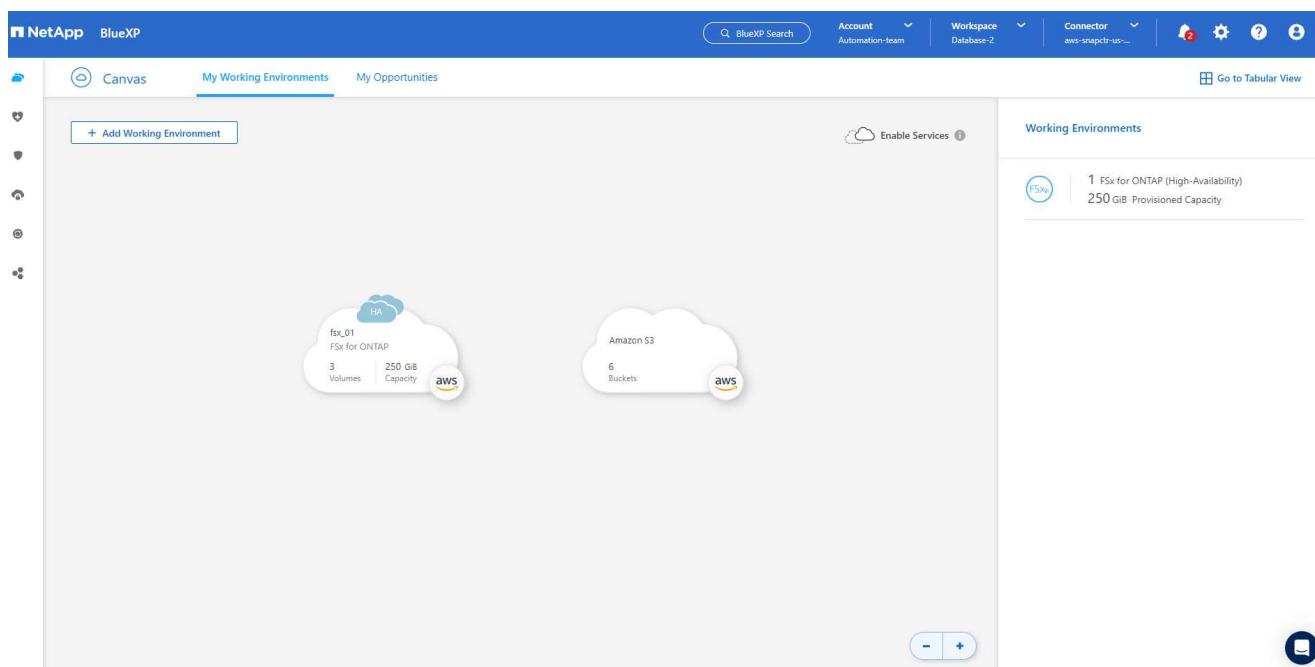 NetApp BlueXP
BlueXP Search
Account
Automation-team
Workspace
Database-2
Connector
aws-snapctr-us-...
2
Canvas
My Working Environments
My Opportunities
Go to Tabular View
+ Add Working Environment
Enable Services
Working Environments
FSx
1 FSx for ONTAP (High-Availability)
250 GiB Provisioned Capacity
HA
fsx_01
FSx for ONTAP
3
Volumes
250 GiB
Capacity
aws
Amazon S3
6
Buckets
aws
- +